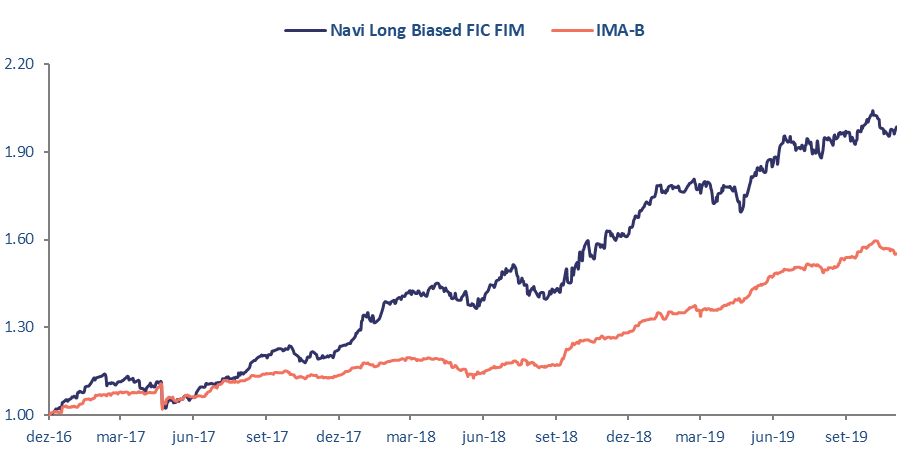 Navi Long Biased FIC FIM IMA-B
2.20
1.90
1.60
1.30
1.00
dez-16 mar-17 jun-17 set-17 dez-17 mar-18 jun-18 set-18 dez-18 mar-19 jun-19 set-19